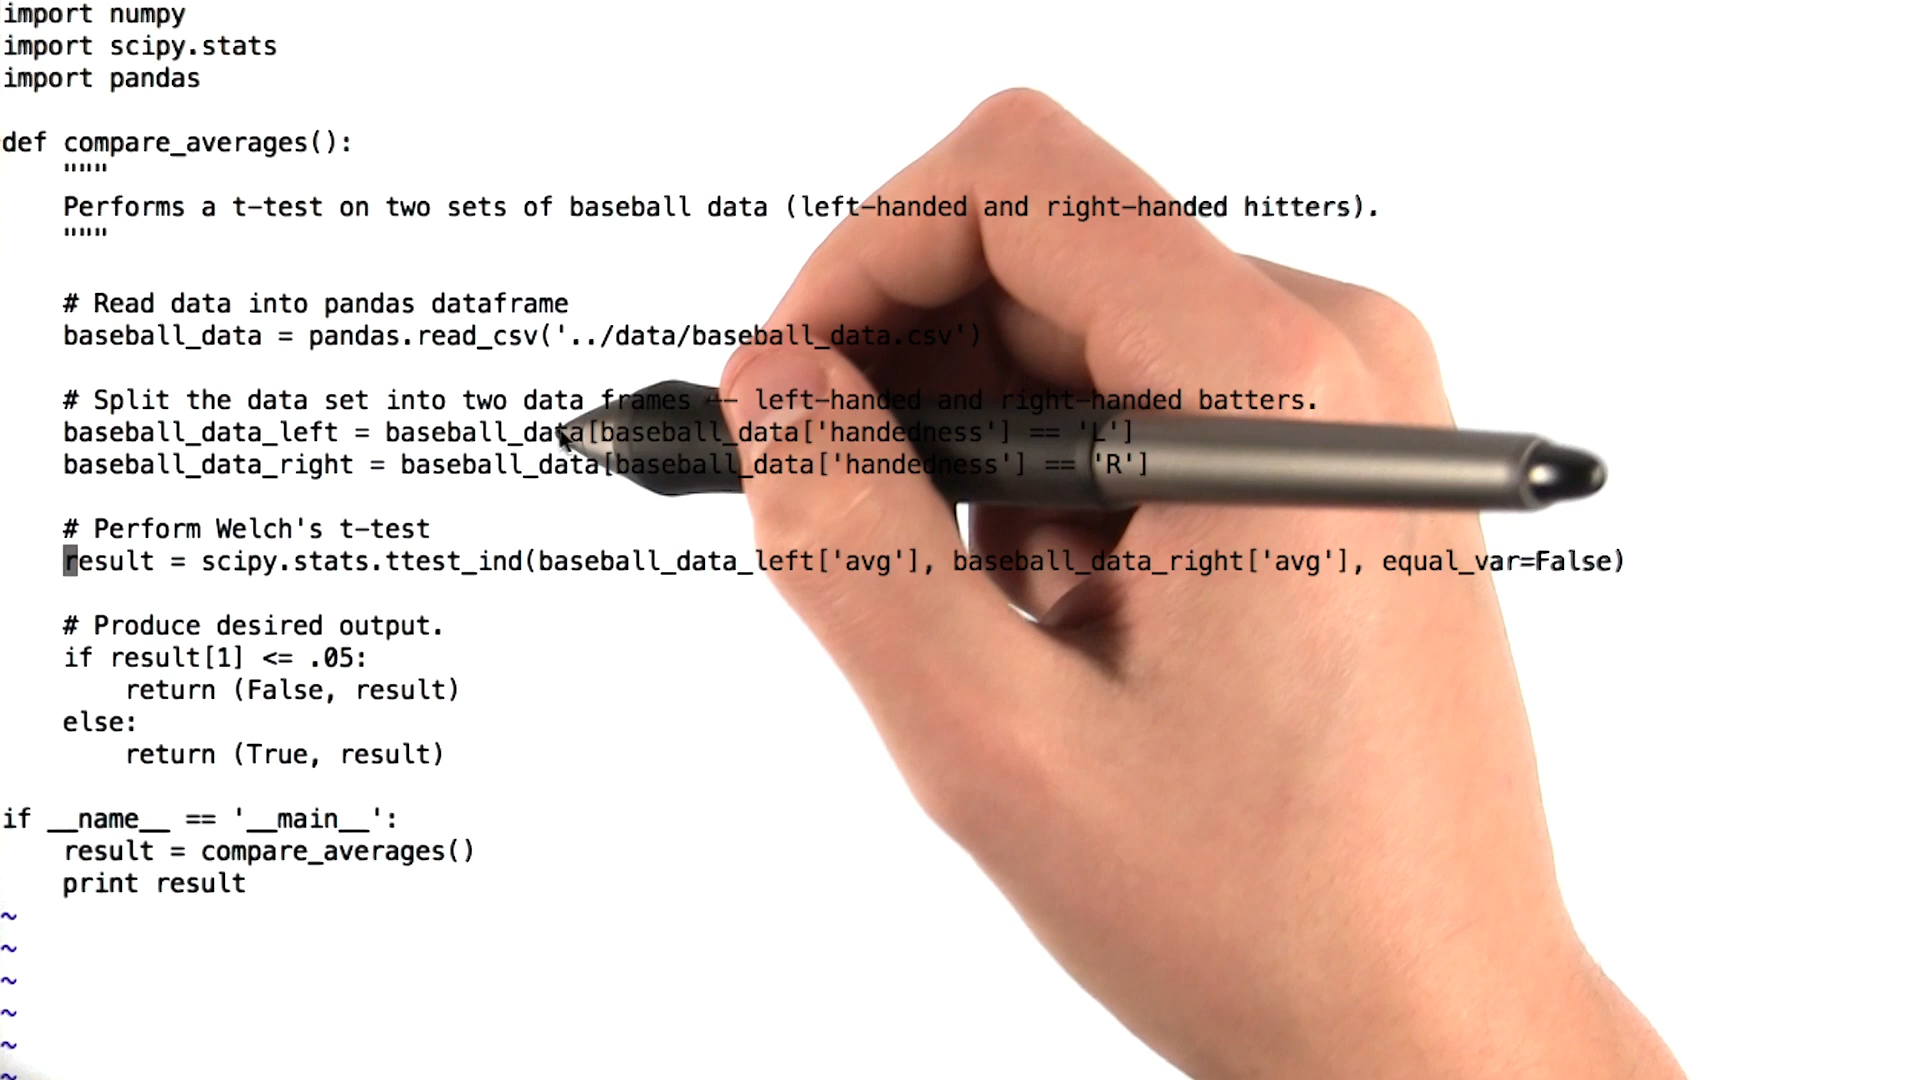 import numpy
import scipy.stats
import pandas
def compare_averages():
"""
Performs a t-test on two sets of baseball data (left-handed and right-handed hitters).
"""
# Read data into pandas dataframe
baseball_data = pandas.read_csv('../data/baseball_data.csv')
# Split the data set into two data frames -- left-handed and right-handed batters.
baseball_data_left = baseball_data[baseball_data['handedness'] == 'L']
baseball_data_right = baseball_data[baseball_data['handedness'] == 'R']
# Perform Welch's t-test
result = scipy.stats.ttest_ind(baseball_data_left['avg'], baseball_data_right['avg'], equal_var=False)
# Produce desired output.
if result[1] <= .05:
return (False, result)
else:
return (True, result)
if __name__ == '__main__':
result = compare_averages()
print result
~
~
~
~
~
~